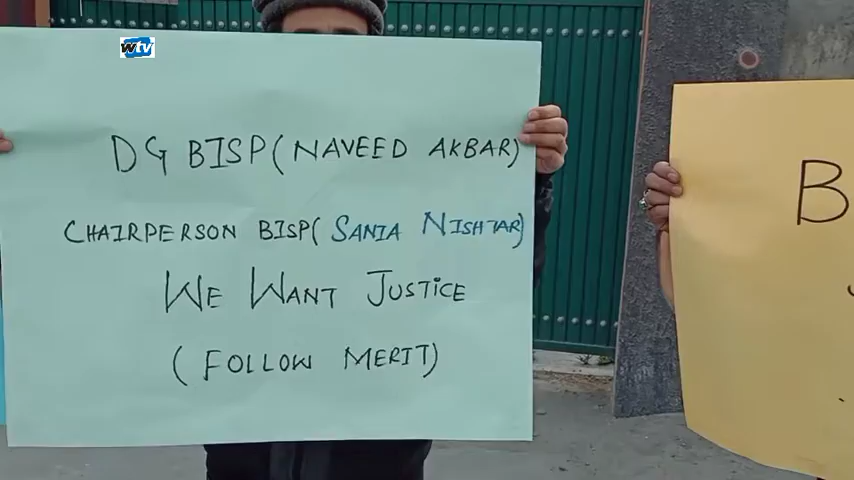 wtv
DG BISP (NAVEED AKBAR)
CHAIRPERSON BISP( SANIA NISHTAR)
WE WANT JUSTICE
( FOLLOW MERIT)
B